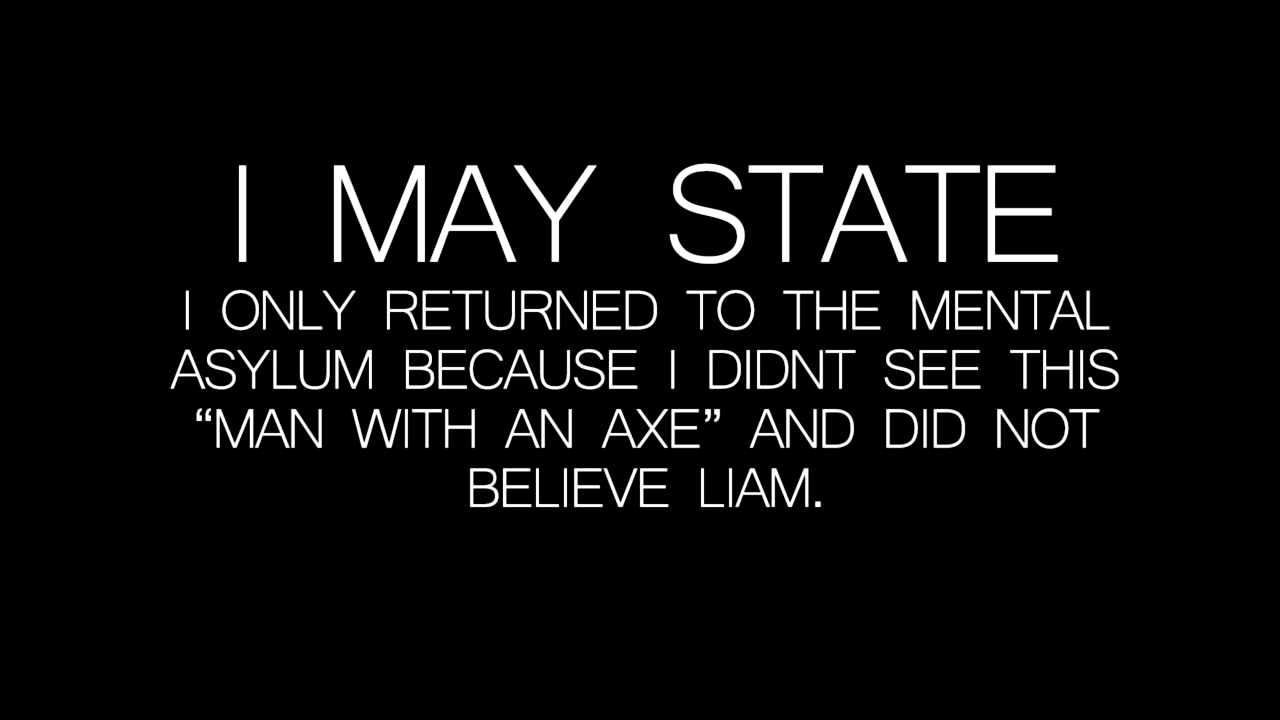 I MAY STATE
I ONLY RETURNED TO THE MENTAL
ASYLUM BECAUSE I DIDNT SEE THIS
“MAN WITH AN AXE” AND DID NOT
BELIEVE LIAM.